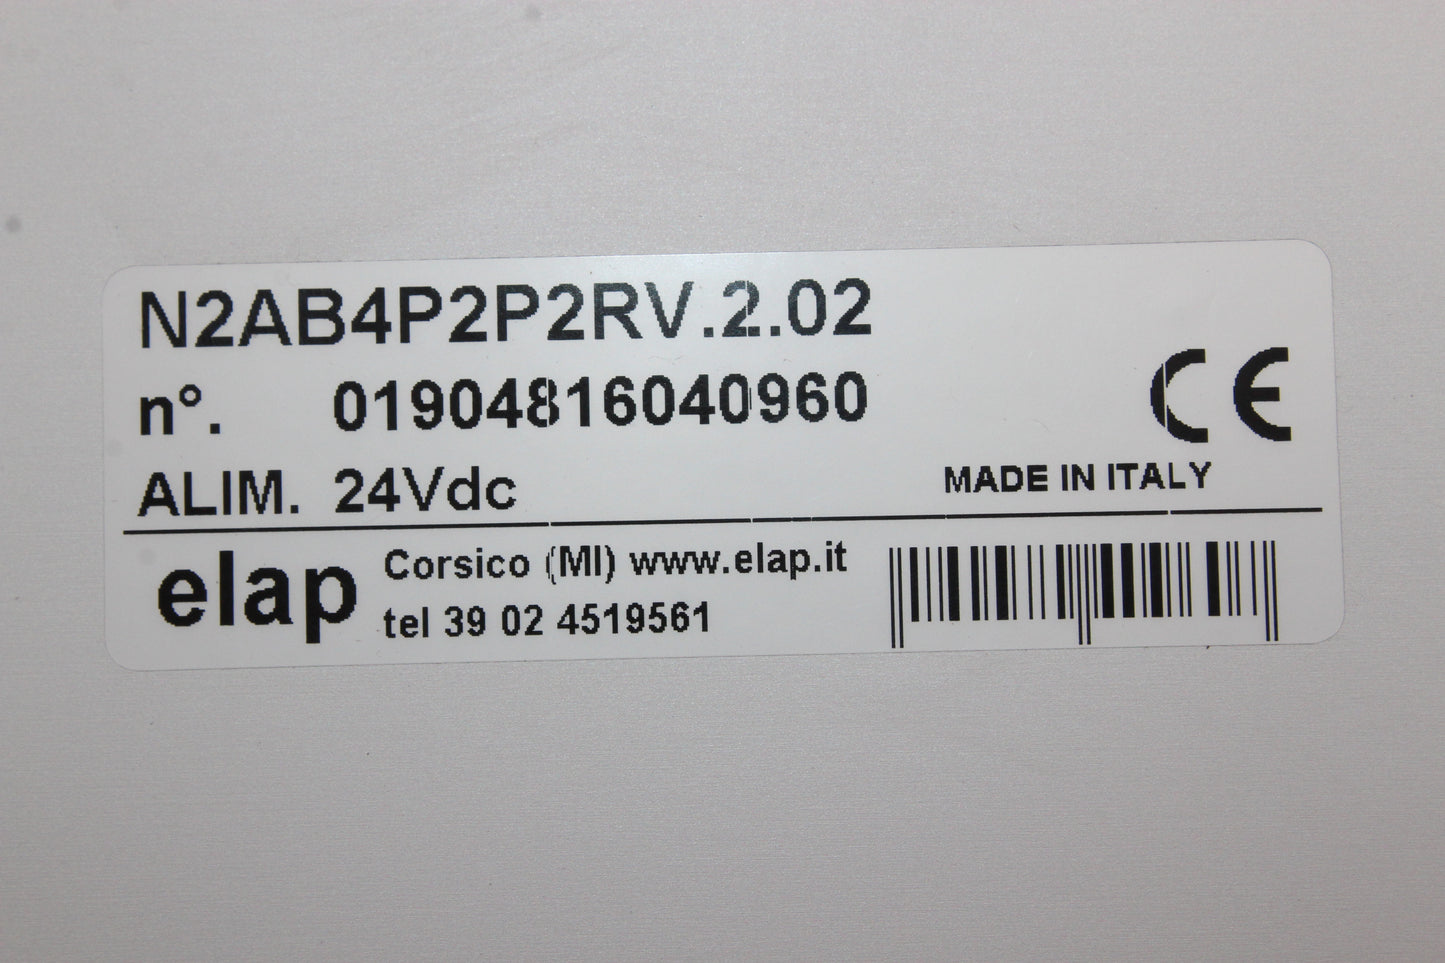 N2AB4P2P2RV.2.02
n°. 01904816040960
CE
ALIM. 24Vdc
MADE IN ITALY
elap
Corsico (MI) www.elap.it
tel 39 02 4519561